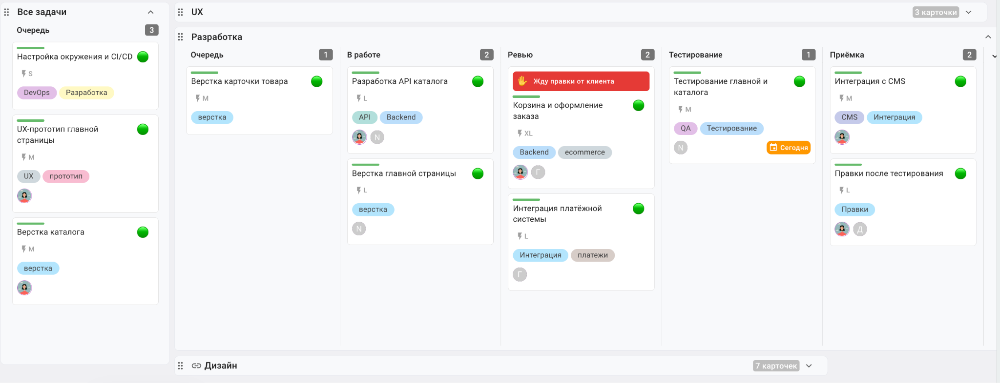 Все задачи
Очередь 3
Настройка окружения и CI/CD
S
DevOps Разработка
UX-прототип главной
страницы
M
UX прототип
Верстка каталога
M
верстка
UX 3 карточки
Разработка
Очередь 1
Верстка карточки товара
M
верстка
В работе 2
Разработка API каталога
L
API Backend
N
Верстка главной страницы
L
верстка
N
Ревью 2
Жду правки от клиента
Корзина и оформление
заказа
XL
Backend ecommerce
Г
Интеграция платёжной
системы
L
Интеграция платежи
Г
Тестирование 1
Тестирование главной и
каталога
M
QA Тестирование
N Сегодня
Приёмка 2
Интеграция с CMS
M
CMS Интеграция
Правки после тестирования
L
Правки
Д
Дизайн 7 карточек